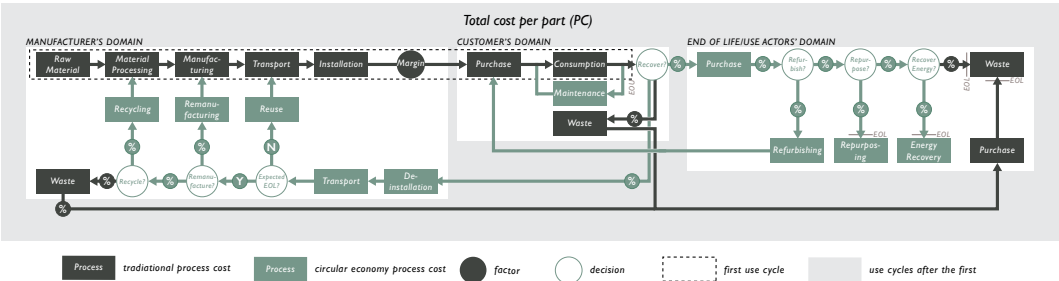 Total cost per part (PC)
MANUFACTURER'S DOMAIN
CUSTOMER'S DOMAIN
END OF LIFE/USE ACTORS' DOMAIN
Raw
Material
Material
Processing
Manufac-
turing
Transport
Installation
Margin
Purchase
Consumption
Recover?
%
Purchase
%
Refur-
bish?
%
Repur-
pose?
%
Recover
Energy?
%
EOL
Waste
EOL
Maintenance
EOU
Recycling
Remanu-
facturing
Reuse
Waste
%
%
%
%
%
%
N
EOL
EOL
Refurbishing
Repurpos-
ing
Energy
Recovery
Purchase
Waste
%
Recycle?
%
Remanu-
facture?
Y
Expected
EOL?
Transport
De-
installation
%
%
Process
tradiational process cost
Process
circular economy process cost
factor
decision
first use cycle
use cycles after the first